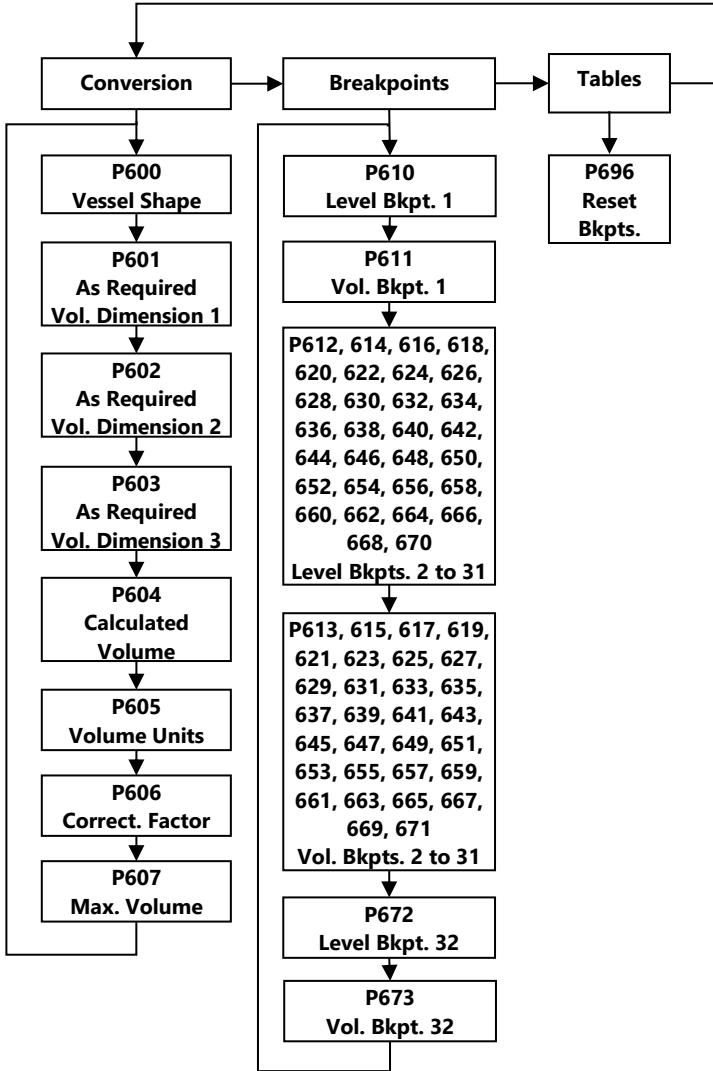 Conversion
Breakpoints
Tables
P600
Vessel Shape
P601
As Required
Vol. Dimension 1
P602
As Required
Vol. Dimension 2
P603
As Required
Vol. Dimension 3
P604
Calculated
Volume
P605
Volume Units
P606
Correct. Factor
P607
Max. Volume
P610
Level Bkpt. 1
P611
Vol. Bkpt. 1
P612, 614, 616, 618,
620, 622, 624, 626,
628, 630, 632, 634,
636, 638, 640, 642,
644, 646, 648, 650,
652, 654, 656, 658,
660, 662, 664, 666,
668, 670
Level Bkpts. 2 to 31
P613, 615, 617, 619,
621, 623, 625, 627,
629, 631, 633, 635,
637, 639, 641, 643,
645, 647, 649, 651,
653, 655, 657, 659,
661, 663, 665, 667,
669, 671
Vol. Bkpts. 2 to 31
P672
Level Bkpt. 32
P673
Vol. Bkpt. 32
P696
Reset
Bkpts.